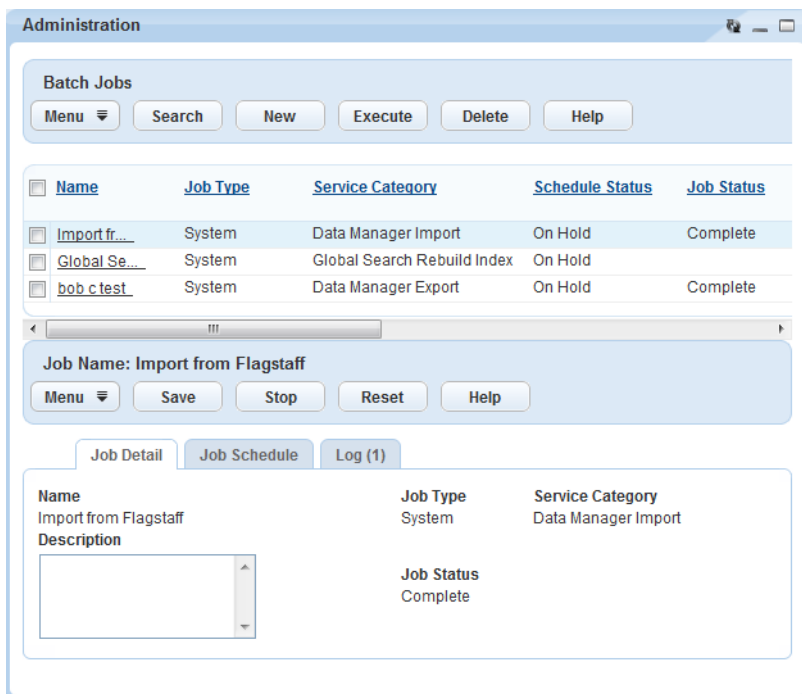 Administration
Batch Jobs
Menu Search New Execute Delete Help
Name Job Type Service Category Schedule Status Job Status
Import fr... System Data Manager Import On Hold Complete
Global Se... System Global Search Rebuild Index On Hold
bob c test System Data Manager Export On Hold Complete
Job Name: Import from Flagstaff
Menu Save Stop Reset Help
Job Detail Job Schedule Log (1)
Name Job Type Service Category
Import from Flagstaff System Data Manager Import
Description
Job Status
Complete